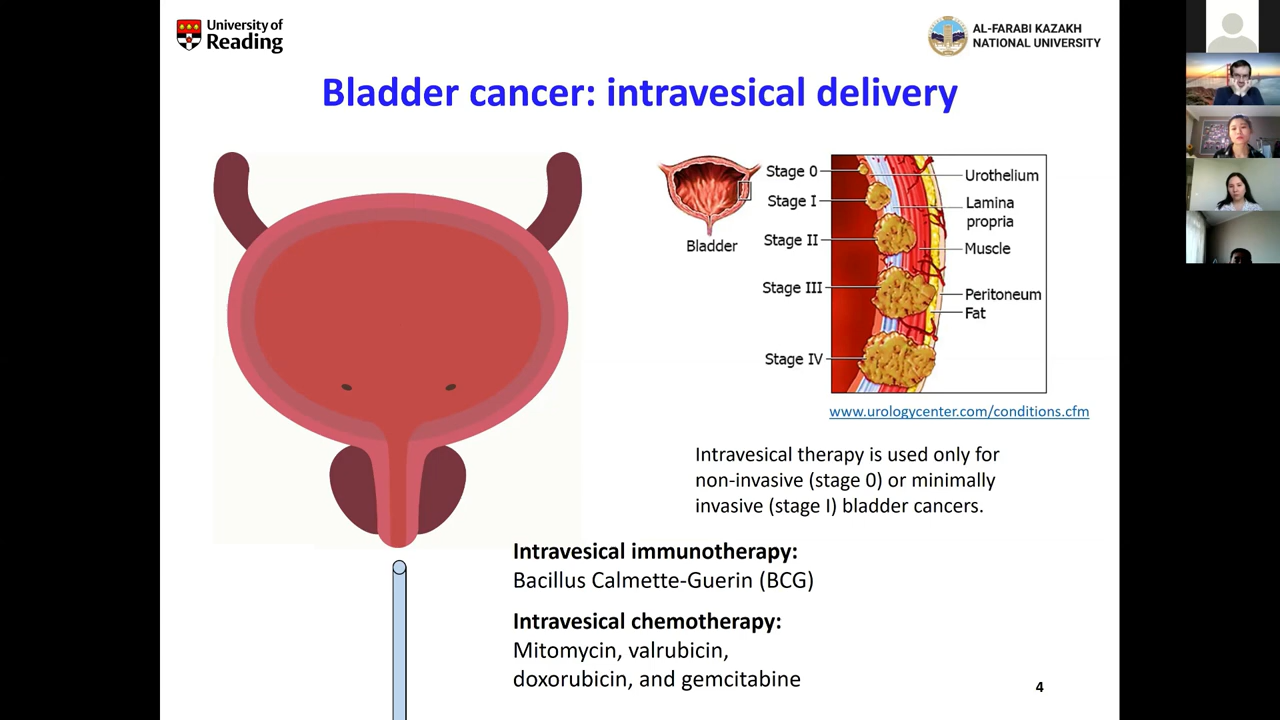 University of
Reading
AL-FARABI KAZAKH
NATIONAL UNIVERSITY
Bladder cancer: intravesical delivery
Stage 0
Stage I
Stage II
Stage III
Stage IV
Bladder
Urothelium
Lamina
propria
Muscle
Peritoneum
Fat
www.urologycenter.com/conditions.cfm
Intravesical therapy is used only for
non-invasive (stage 0) or minimally
invasive (stage I) bladder cancers.
Intravesical immunotherapy:
Bacillus Calmette-Guerin (BCG)
Intravesical chemotherapy:
Mitomycin, valrubicin,
doxorubicin, and gemcitabine
4